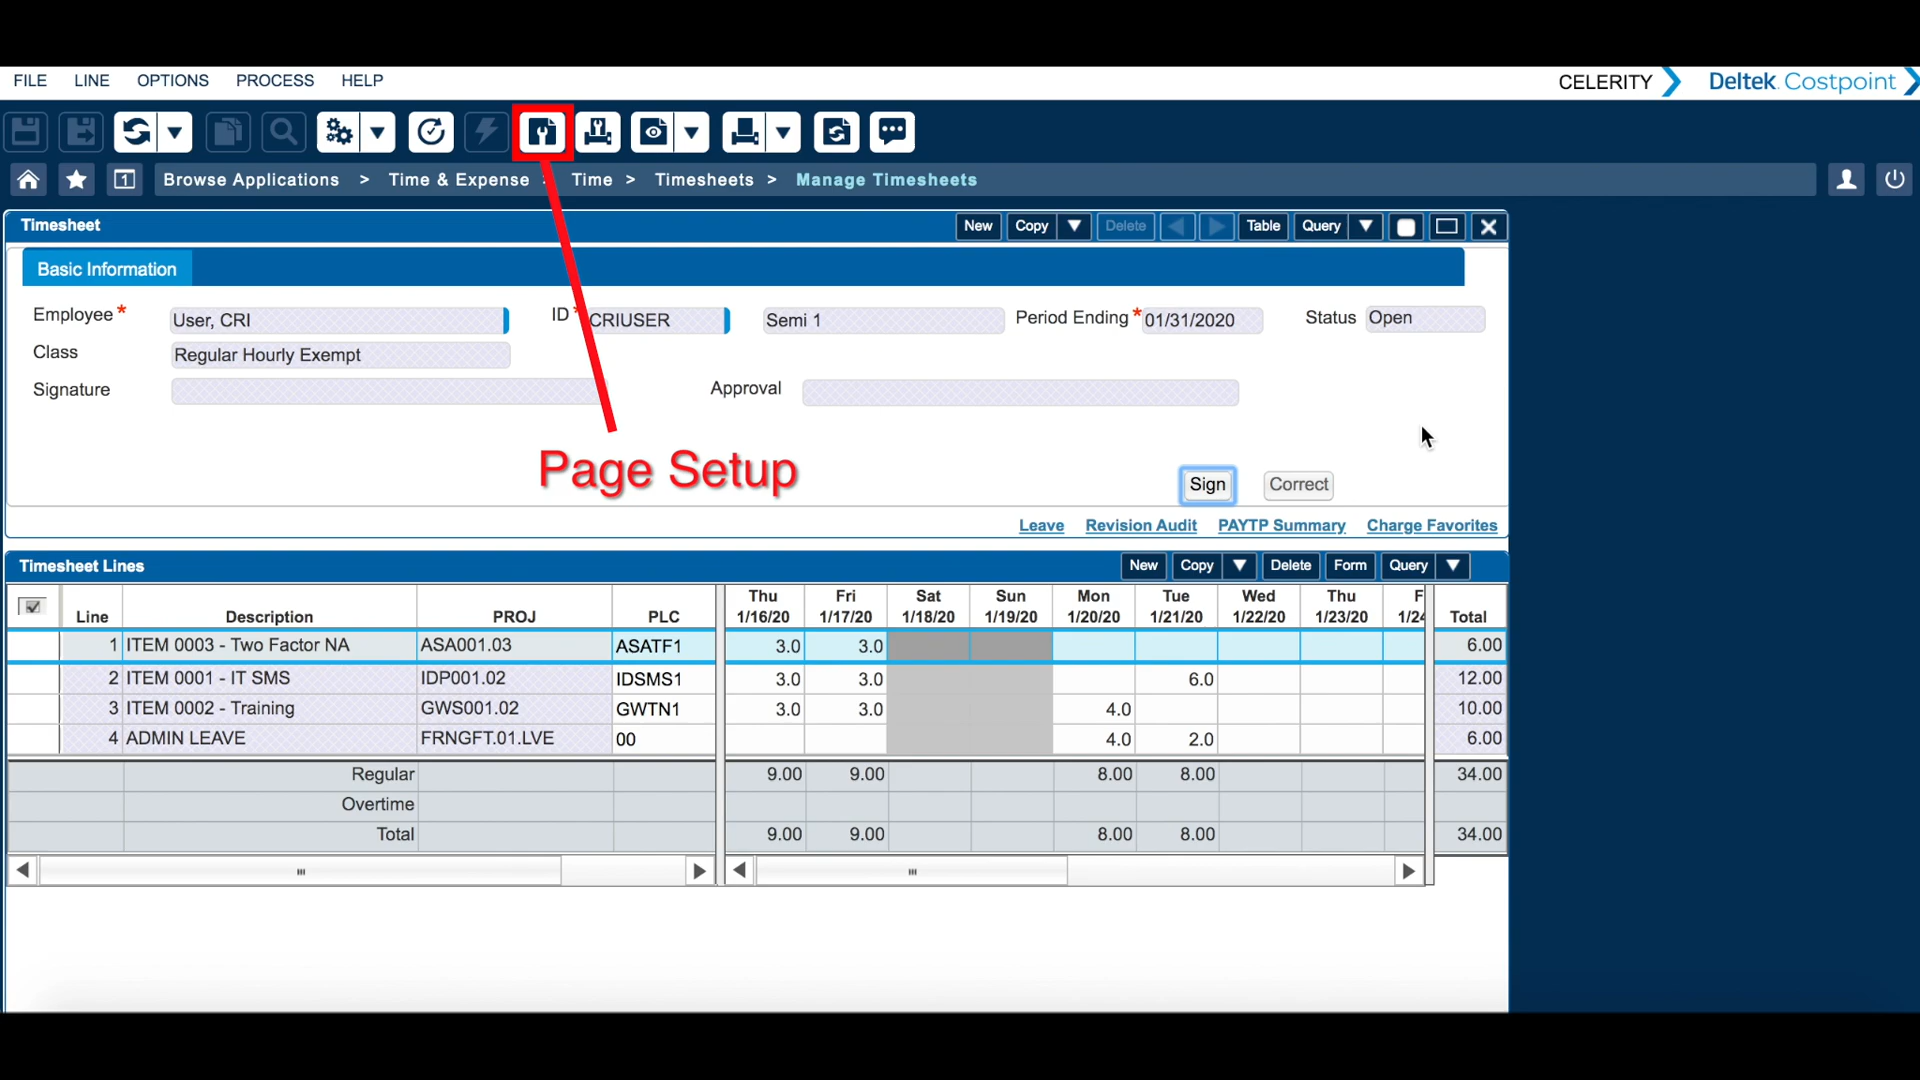 FILE LINE OPTIONS PROCESS HELP CELERITY Deltek Costpoint
1 Browse Applications > Time & Expense > Time > Timesheets > Manage Timesheets
Timesheet New Copy Delete Table Query
Basic Information
Employee * User, CRI ID * CRIUSER Semi 1 Period Ending * 01/31/2020 Status Open
Class Regular Hourly Exempt
Signature Approval
Page Setup
Sign Correct
Leave Revision Audit PAYTP Summary Charge Favorites
Timesheet Lines New Copy Delete Form Query
Thu Fri Sat Sun Mon Tue Wed Thu F
Line Description PROJ PLC 1/16/20 1/17/20 1/18/20 1/19/20 1/20/20 1/21/20 1/22/20 1/23/20 1/24 Total
1 ITEM 0003 - Two Factor NA ASA001.03 ASATF1 3.0 3.0 6.00
2 ITEM 0001 - IT SMS IDP001.02 IDSMS1 3.0 3.0 6.0 12.00
3 ITEM 0002 - Training GWS001.02 GWTN1 3.0 3.0 4.0 10.00
4 ADMIN LEAVE FRNGFT.01.LVE 00 4.0 2.0 6.00
Regular 9.00 9.00 8.00 8.00 34.00
Overtime
Total 9.00 9.00 8.00 8.00 34.00